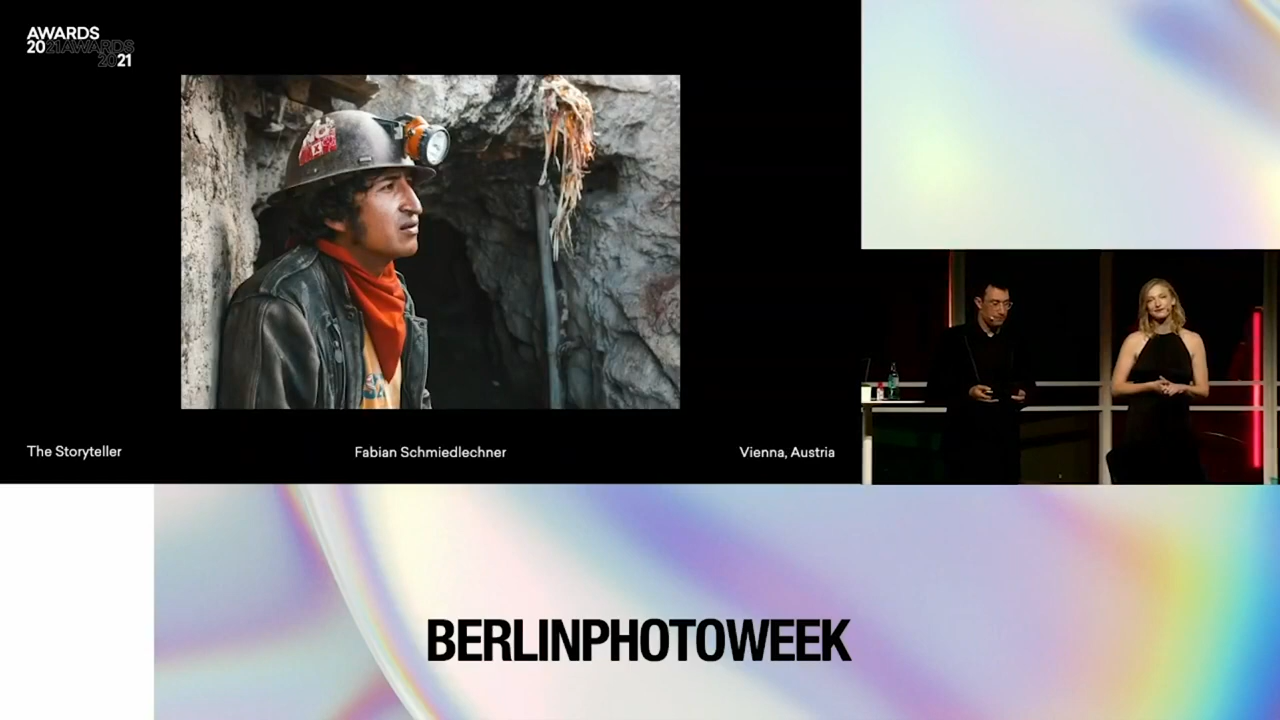 AWARDS
2021AWARDS
2021
The Storyteller
Fabian Schmiedlechner
Vienna, Austria
BERLINPHOTOWEEK